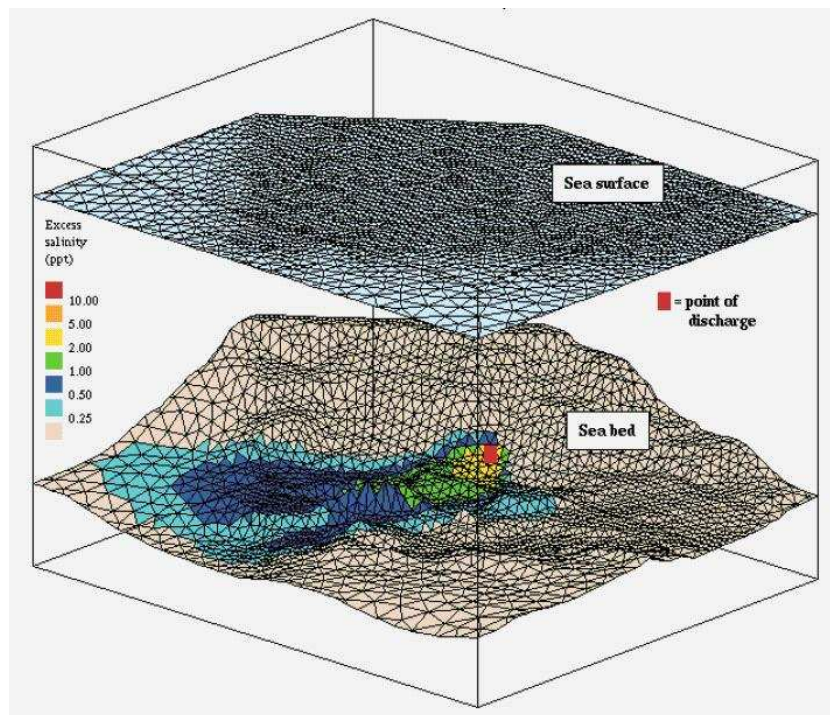 Sea surface
Excess
salinity
(ppt)
10.00
5.00
2.00
1.00
0.50
0.25
= point of
discharge
Sea bed